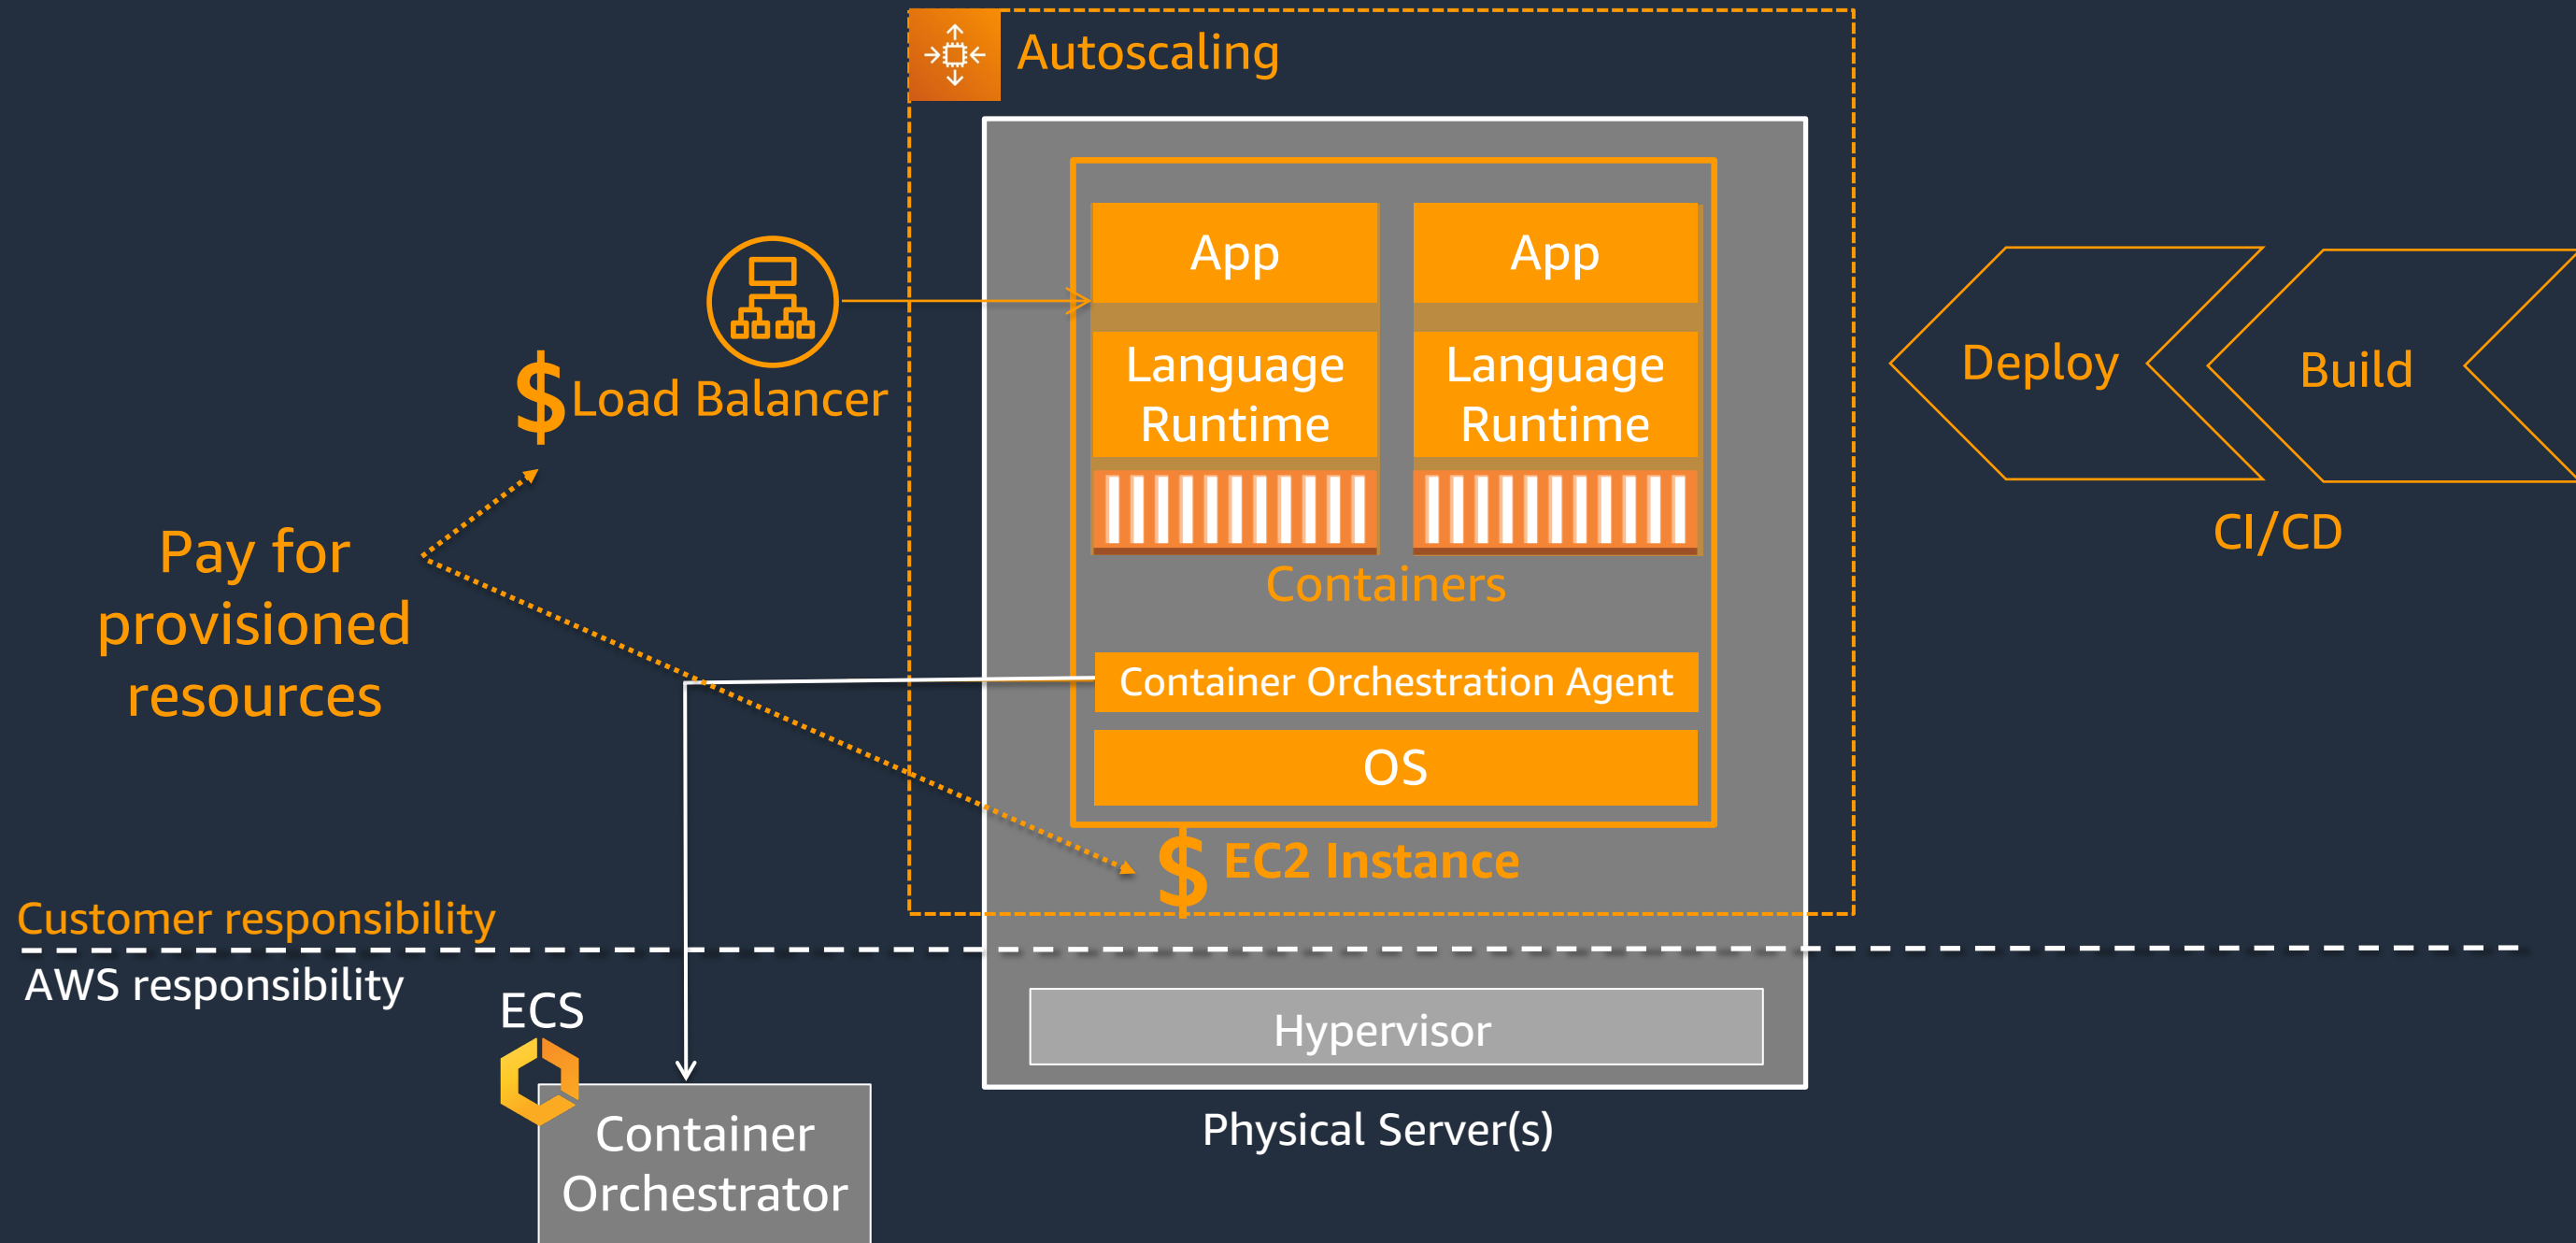 Autoscaling
App
App
Language
Runtime
Language
Runtime
Containers
Container Orchestration Agent
OS
$ EC2 Instance
$ Load Balancer
Pay for
provisioned
resources
Deploy
Build
CI/CD
Customer responsibility
AWS responsibility
ECS
Container
Orchestrator
Hypervisor
Physical Server(s)